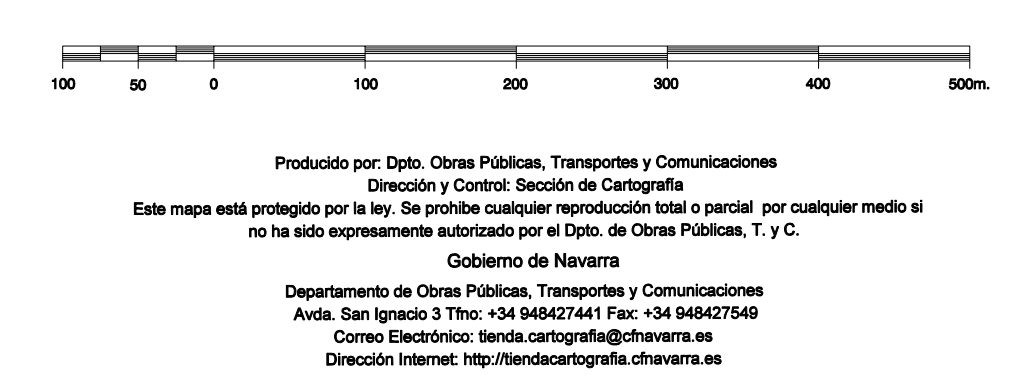 100 50 0 100 200 300 400 500m.
Producido por: Dpto. Obras Públicas, Transportes y Comunicaciones
Dirección y Control: Sección de Cartografía
Este mapa está protegido por la ley. Se prohibe cualquier reproducción total o parcial por cualquier medio si
no ha sido expresamente autorizado por el Dpto. de Obras Públicas, T. y C.
Gobierno de Navarra
Departamento de Obras Públicas, Transportes y Comunicaciones
Avda. San Ignacio 3 Tfno: +34 948427441 Fax: +34 948427549
Correo Electrónico: tienda.cartografia@cfnavarra.es
Dirección Internet: http://tiendacartografia.cfnavarra.es